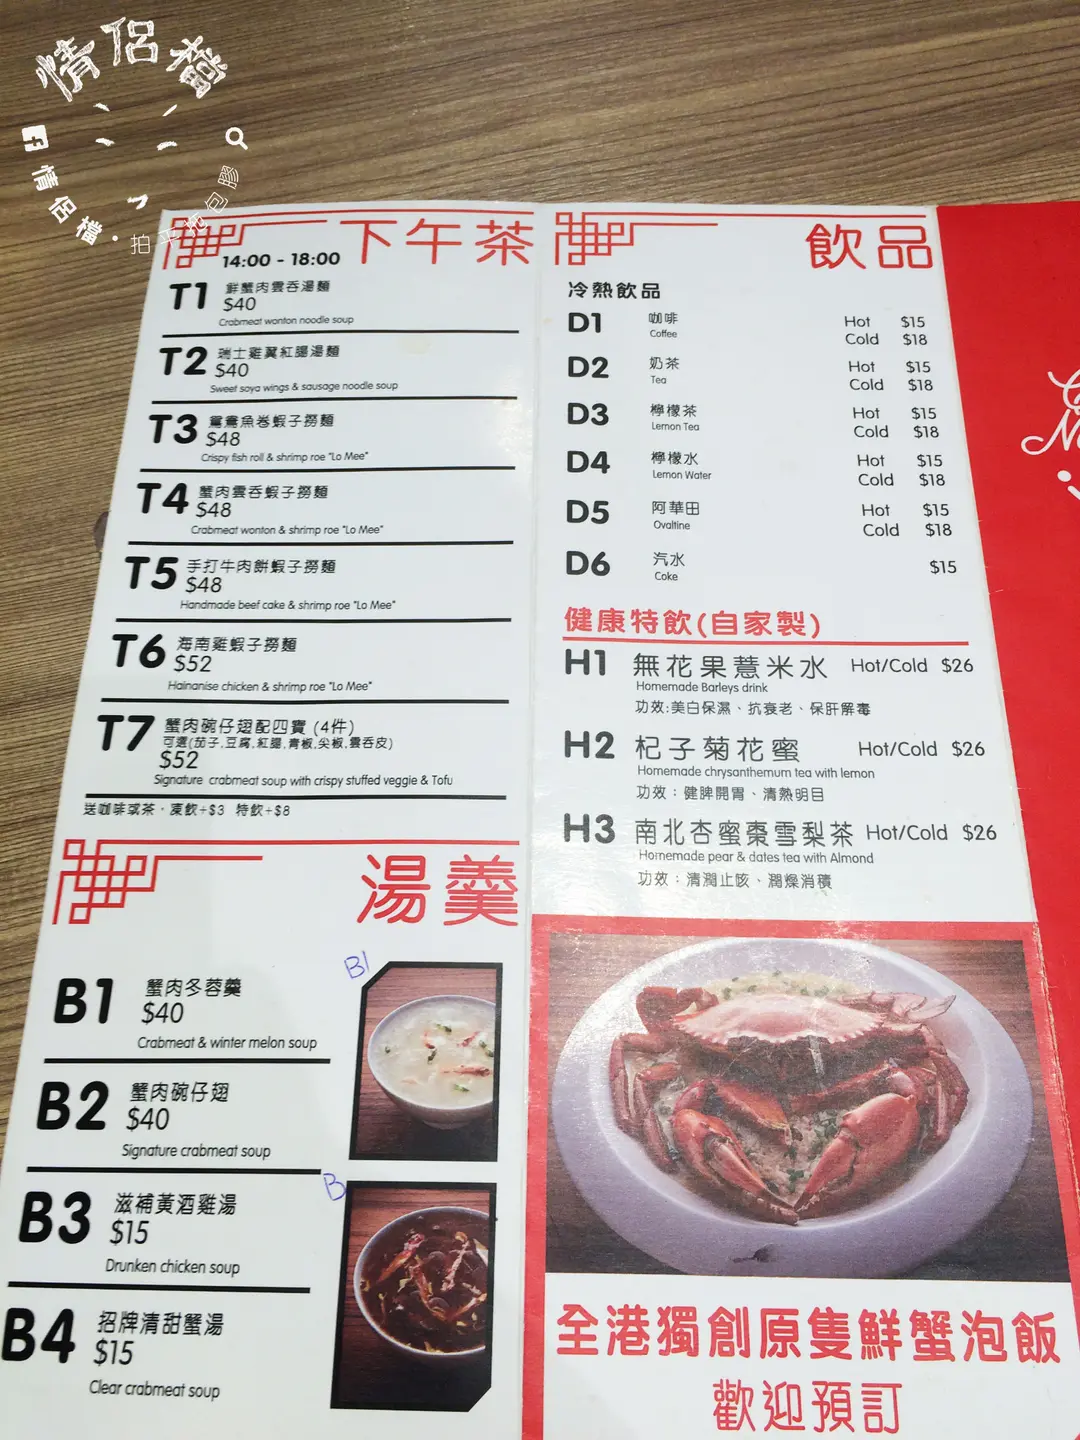 情侶檔
情侶檔·拍平拖包膠
下午茶
14:00 - 18:00
T1 鮮蟹肉雲吞湯麵
$40
Crabmeat wonton noodle soup
T2 瑞士雞翼紅腸湯麵
$40
Sweet soya wings & sausage noodle soup
T3 鴛鴦魚卷蝦子撈麵
$48
Crispy fish roll & shrimp roe "Lo Mee"
T4 蟹肉雲吞蝦子撈麵
$48
Crabmeat wonton & shrimp roe "Lo Mee"
T5 手打牛肉餅蝦子撈麵
$48
Handmade beef cake & shrimp roe "Lo Mee"
T6 海南雞蝦子撈麵
$52
Hainanise chicken & shrimp roe "Lo Mee"
T7 蟹肉碗仔翅配四寶 (4件)
可選(茄子,豆腐,紅腸,青椒,尖椒,雲吞皮)
$52
Signature crabmeat soup with crispy stuffed veggie & Tofu
送咖啡或茶，凍飲+$3 特飲+$8
湯羹
B1 蟹肉冬蓉羹
$40
Crabmeat & winter melon soup
B1
B2 蟹肉碗仔翅
$40
Signature crabmeat soup
B3 滋補黃酒雞湯
$15
Drunken chicken soup
B
B4 招牌清甜蟹湯
$15
Clear crabmeat soup
飲品
冷熱飲品
D1 咖啡 Hot $15
Coffee Cold $18
D2 奶茶 Hot $15
Tea Cold $18
D3 檸檬茶 Hot $15
Lemon Tea Cold $18
D4 檸檬水 Hot $15
Lemon Water Cold $18
D5 阿華田 Hot $15
Ovaltine Cold $18
D6 汽水 $15
Coke
健康特飲(自家製)
H1 無花果薏米水 Hot/Cold $26
Homemade Barleys drink
功效:美白保濕、抗衰老、保肝解毒
H2 杞子菊花蜜 Hot/Cold $26
Homemade chrysanthemum tea with lemon
功效：健脾開胃、清熱明目
H3 南北杏蜜棗雪梨茶 Hot/Cold $26
Homemade pear & dates tea with Almond
功效：清潤止咳、潤燥消積
全港獨創原隻鮮蟹泡飯
歡迎預訂